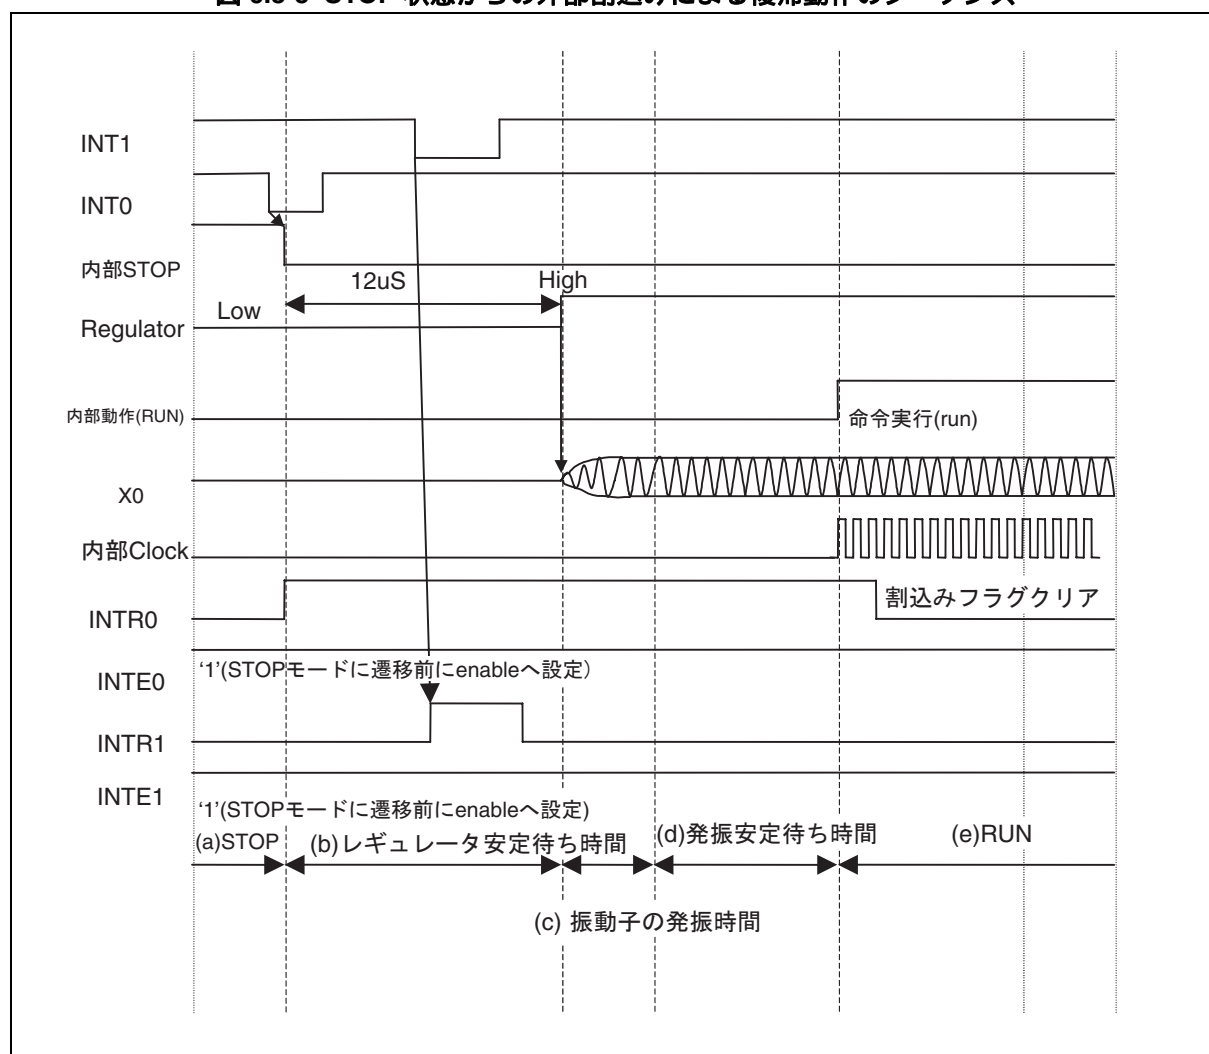 INT1
INT0
内部STOP
12uS
High
Low
Regulator
内部動作(RUN)
命令実行(run)
X0
内部Clock
割込みフラグクリア
INTR0
'1'(STOPモードに遷移前にenableへ設定)
INTE0
INTR1
INTE1
'1'(STOPモードに遷移前にenableへ設定)
(a)STOP
(b)レギュレータ安定待ち時間
(d)発振安定待ち時間
(e)RUN
(c) 振動子の発振時間